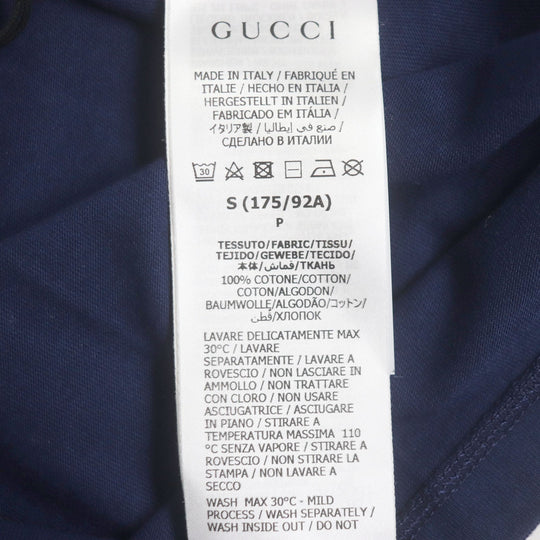 GUCCI
MADE IN ITALY / FABRIQUÉ EN
ITALIE / HECHO EN ITALIA /
HERGESTELLT IN ITALIEN /
FABRICADO EM ITÁLIA /
イタリア製 / صنع في إيطاليا /
СДЕЛАНО В ИТАЛИИ
30
S (175/92A)
P
TESSUTO/FABRIC/TISSU/
TEJIDO/GEWEBE/TECIDO/
本体/قماش/ТКАНЬ
100% COTONE/COTTON/
COTON/ALGODON/
BAUMWOLLE/ALGODÃO/コットン/
قطن/ХЛОПОК
LAVARE DELICATAMENTE MAX
30°C / LAVARE
SEPARATAMENTE / LAVARE A
ROVESCIO / NON LASCIARE IN
AMMOLLO / NON TRATTARE
CON CLORO / NON USARE
ASCIUGATRICE / ASCIUGARE
IN PIANO / STIRARE A
TEMPERATURA MASSIMA 110
°C SENZA VAPORE / STIRARE A
ROVESCIO / NON STIRARE LA
STAMPA / NON LAVARE A
SECCO
WASH MAX 30°C - MILD
PROCESS / WASH SEPARATELY /
WASH INSIDE OUT / DO NOT